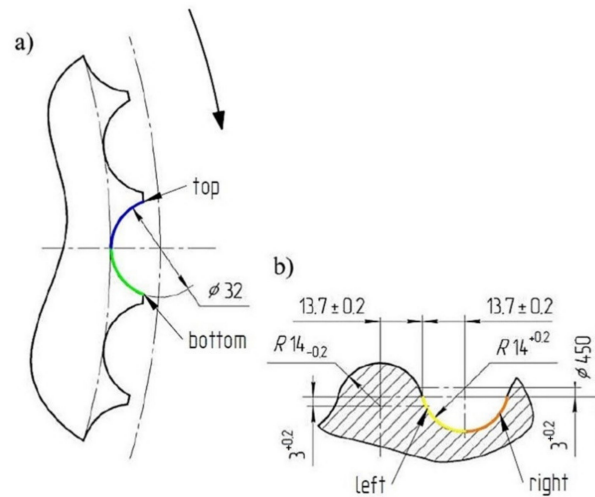 a)
top
⌀ 32
bottom
b)
13.7 ± 0.2
13.7 ± 0.2
R 14-0.2
R 14+0.2
⌀ 450
3+0.2
3+0.2
left
right